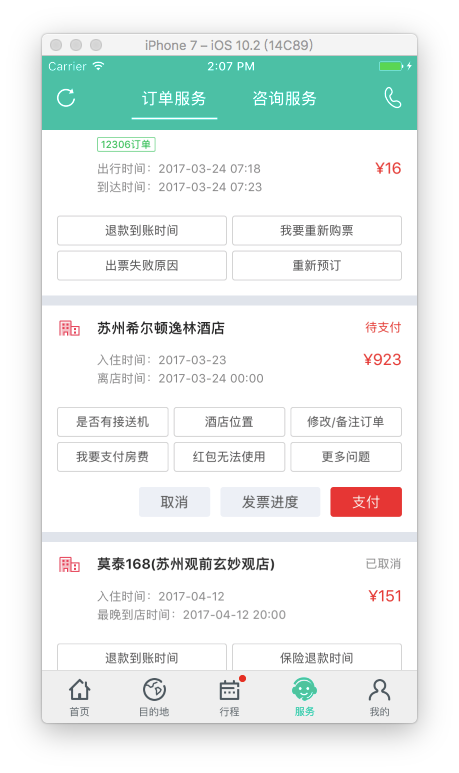 iPhone 7 – iOS 10.2 (14C89)
Carrier 2:07 PM
订单服务 咨询服务
12306订单
出行时间：2017-03-24 07:18 ¥16
到达时间：2017-03-24 07:23
退款到账时间 我要重新购票
出票失败原因 重新预订
苏州希尔顿逸林酒店 待支付
入住时间：2017-03-23 ¥923
离店时间：2017-03-24 00:00
是否有接送机 酒店位置 修改/备注订单
我要支付房费 红包无法使用 更多问题
取消 发票进度 支付
莫泰168(苏州观前玄妙观店) 已取消
入住时间：2017-04-12 ¥151
最晚到店时间：2017-04-12 20:00
退款到账时间 保险退款时间
首页 目的地 行程 服务 我的